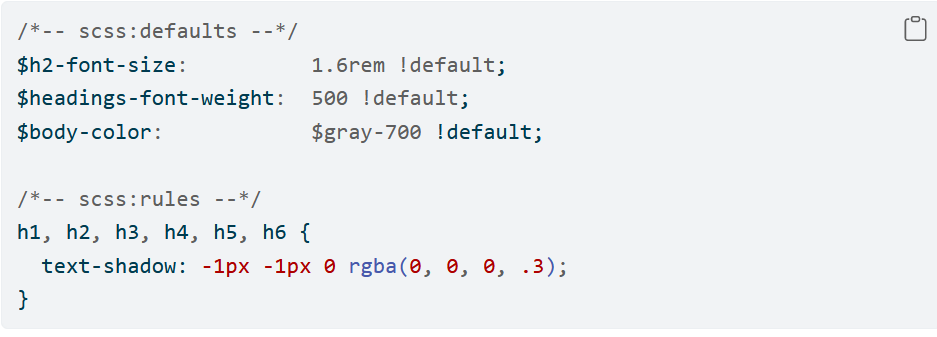 /*-- scss:defaults --*/
$h2-font-size:          1.6rem !default;
$headings-font-weight:  500 !default;
$body-color:            $gray-700 !default;

/*-- scss:rules --*/
h1, h2, h3, h4, h5, h6 {
  text-shadow: -1px -1px 0 rgba(0, 0, 0, .3);
}